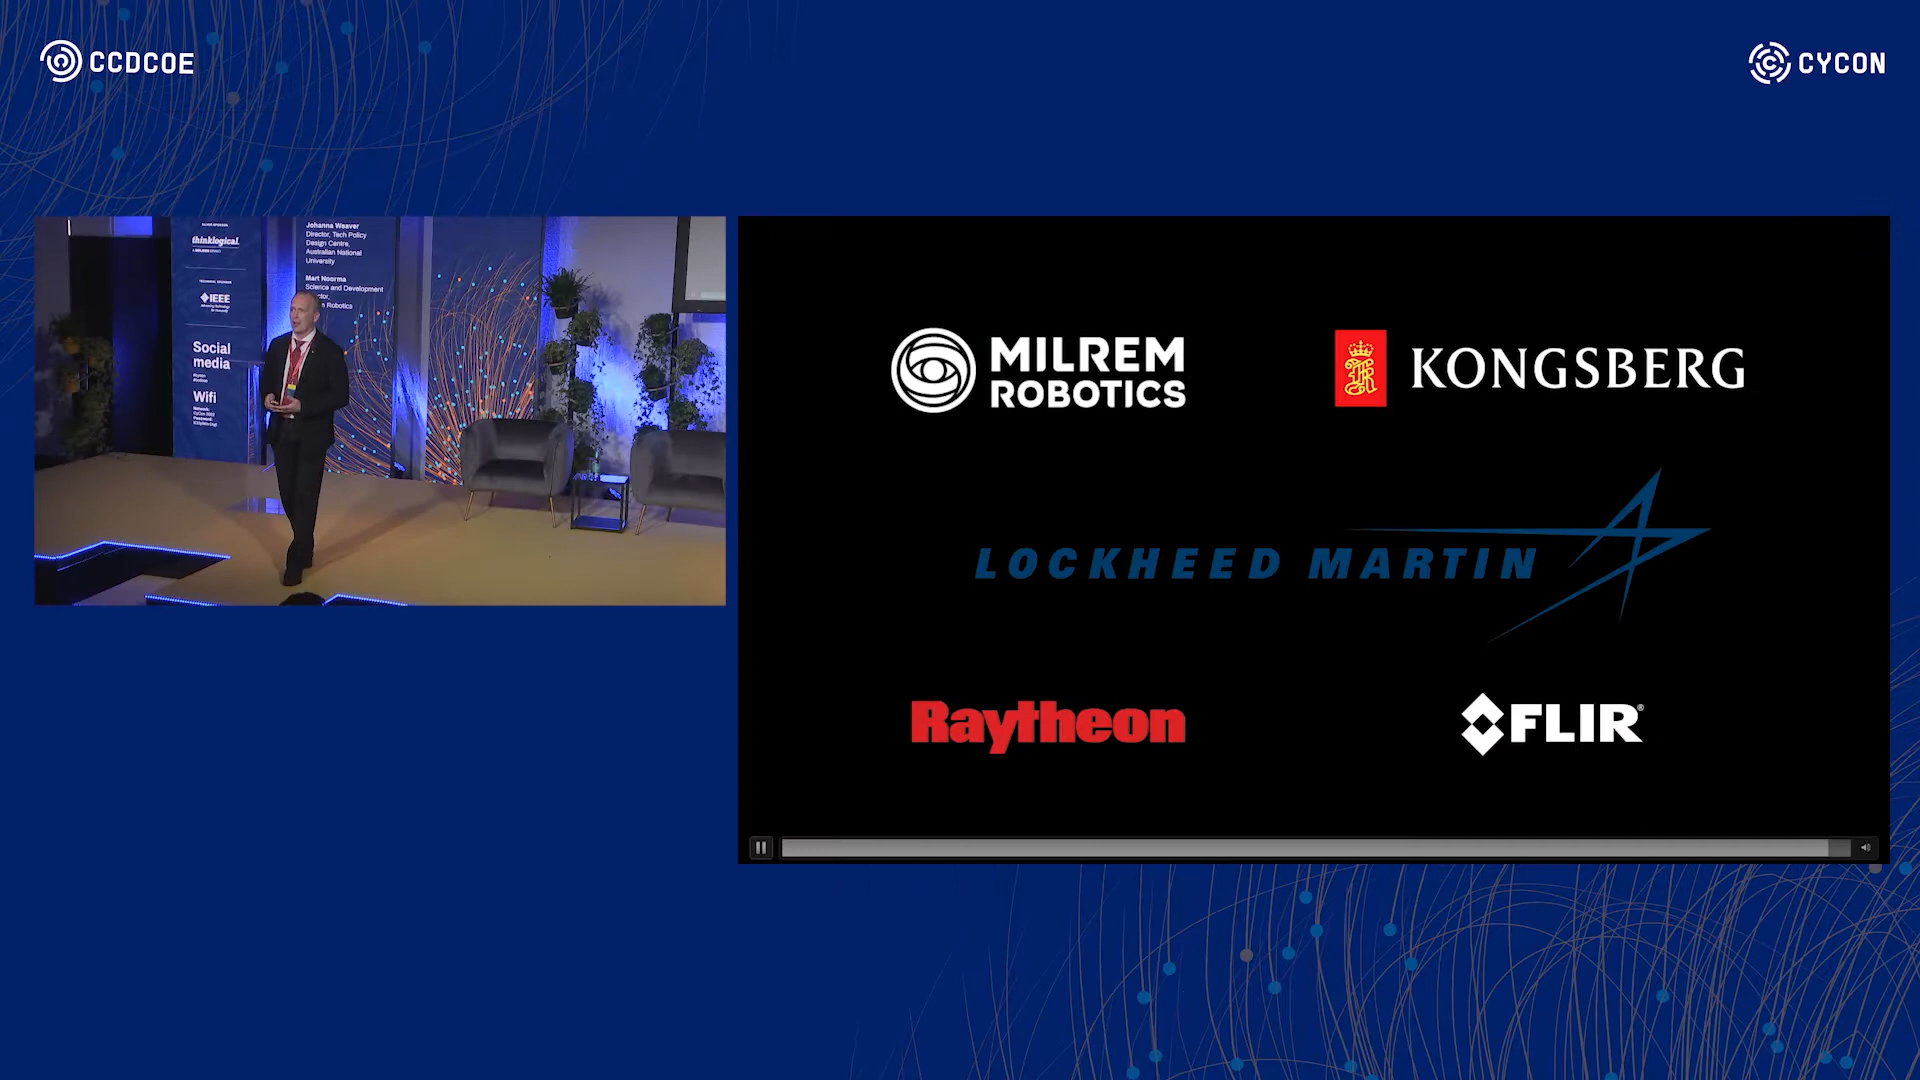 CCDCOE
CYCON
thinklogical.
IEEE
Social
media
Wifi
Johanna Weaver
Director, Tech Policy
Design Centre,
Australian National
University
Mart Noorma
Science and Development
Robotics
MILREM
ROBOTICS
KONGSBERG
LOCKHEED MARTIN
Raytheon
FLIR®